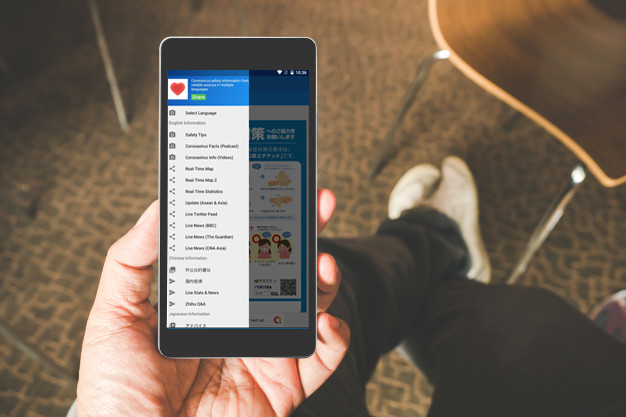 10:36
Coronavirus safety information from
reliable sources in multiple
languages
Share
Select Language
English Information
Safety Tips
Coronavirus Facts (Podcast)
Coronavirus Info (Videos)
Real Time Map
Real Time Map 2
Real Time Statistics
Update (Asean & Asia)
Live Twitter Feed
Live News (BBC)
Live News (The Guardian)
Live News (CNA Asia)
Chinese Information
国内疫情
Live Stats & News
Zhihu Q&A
Japanese Information
アドバイス
策 へのご協力を
お願いします